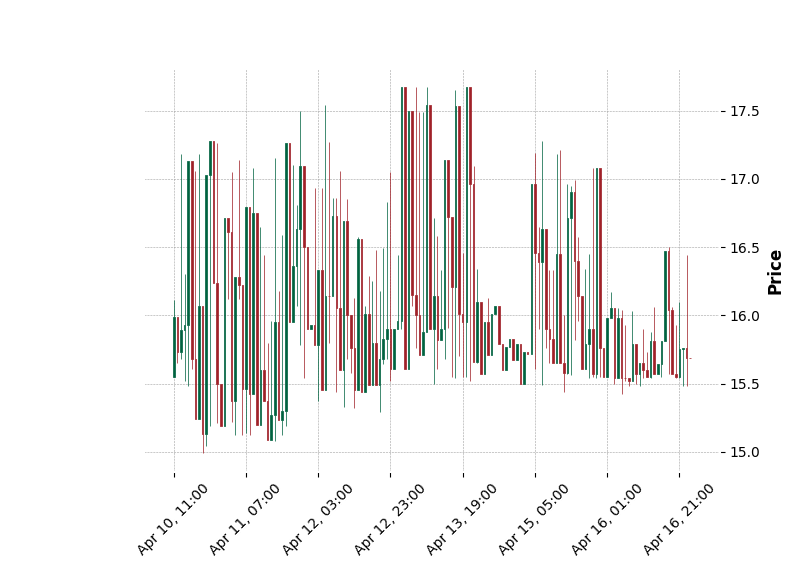 17.5
17.0
16.5
16.0
15.5
15.0
Price
Apr 10, 11:00
Apr 11, 07:00
Apr 12, 03:00
Apr 12, 23:00
Apr 13, 19:00
Apr 15, 05:00
Apr 16, 01:00
Apr 16, 21:00